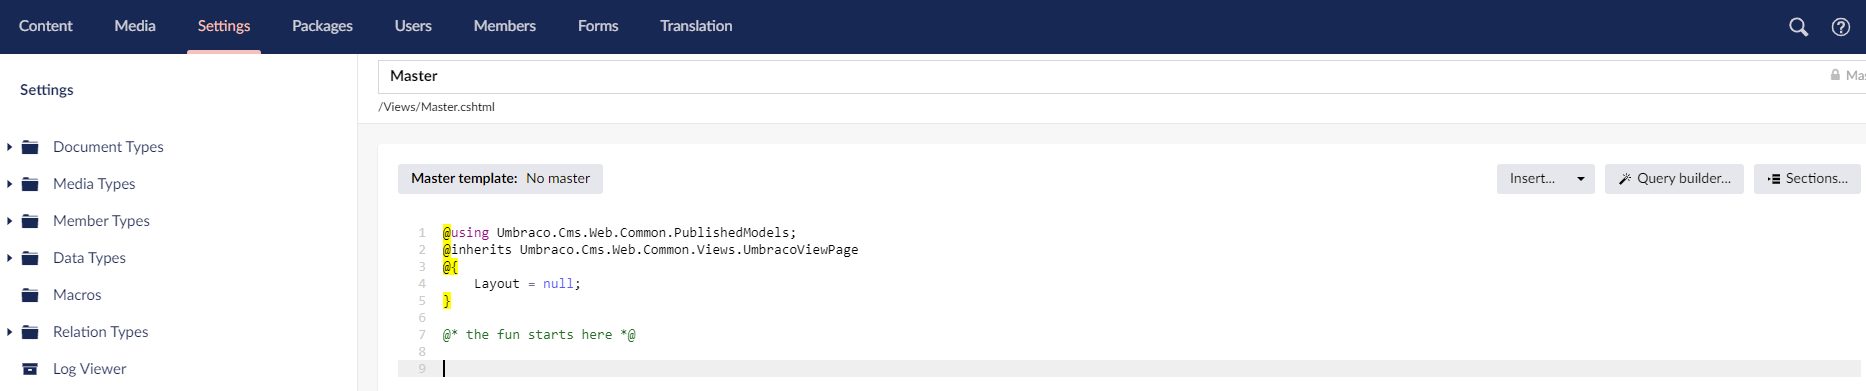 Content Media Settings Packages Users Members Forms Translation
Settings
Document Types
Media Types
Member Types
Data Types
Macros
Relation Types
Log Viewer
Master
/Views/Master.cshtml
Master template: No master
Insert... Query builder... Sections...
1 @using Umbraco.Cms.Web.Common.PublishedModels;
2 @inherits Umbraco.Cms.Web.Common.Views.UmbracoViewPage
3 @{
4 Layout = null;
5 }
6
7 @* the fun starts here *@
8
9